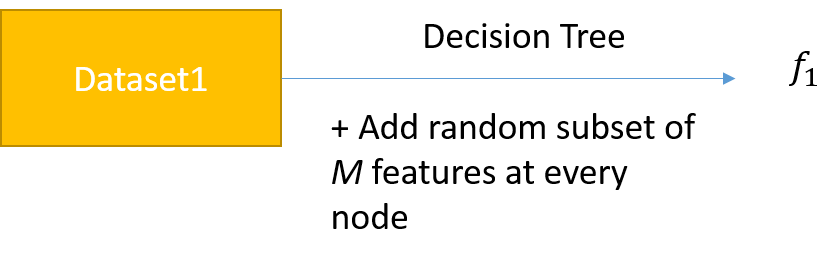 Decision Tree
Dataset1
f₁
+ Add random subset of
M features at every
node